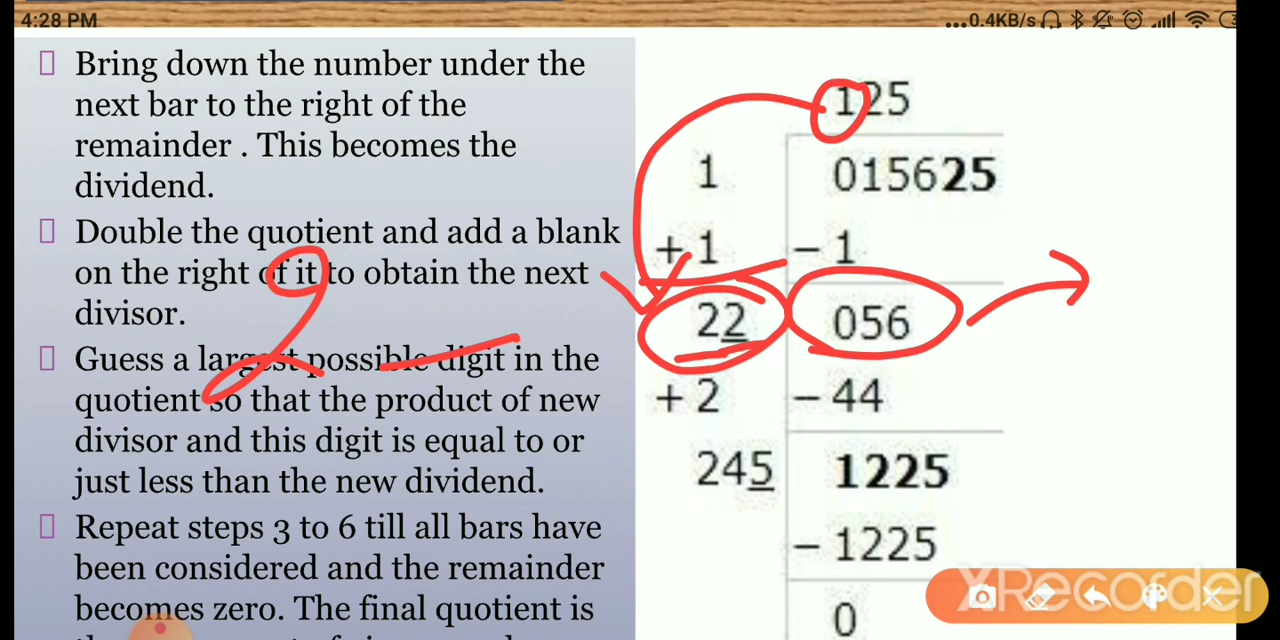 4:28 PM
...0.4KB/s
Bring down the number under the
next bar to the right of the
remainder . This becomes the
dividend.
Double the quotient and add a blank
on the right of it to obtain the next
divisor.
Guess a largest possible digit in the
quotient so that the product of new
divisor and this digit is equal to or
just less than the new dividend.
Repeat steps 3 to 6 till all bars have
been considered and the remainder
becomes zero. The final quotient is
2
125
1 015625
+1 −1
22 056
+2 −44
245 1225
−1225
0
XRecorder